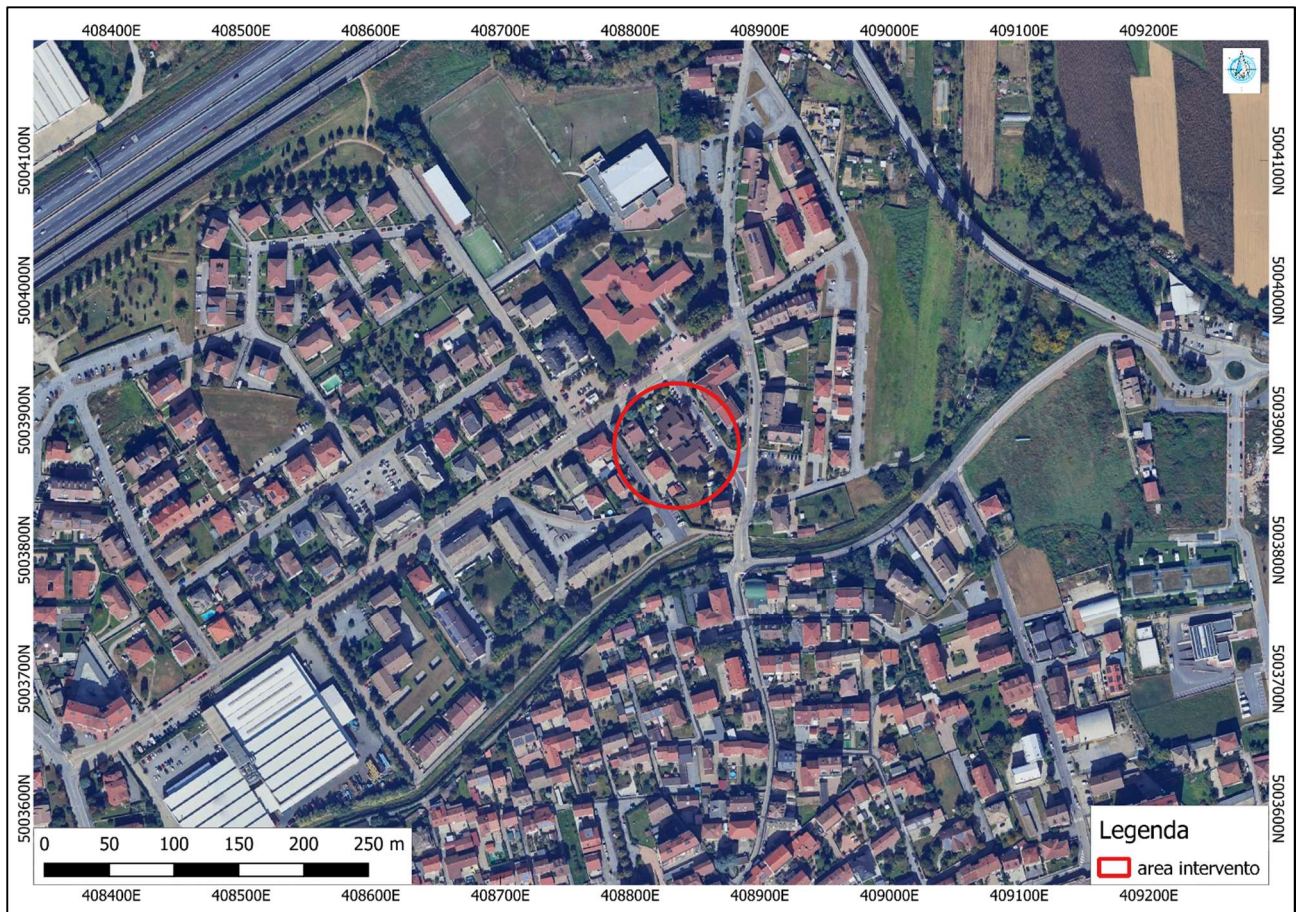 408400E 408500E 408600E 408700E 408800E 408900E 409000E 409100E 409200E
5004100N 5004100N
5004000N 5004000N
5003900N 5003900N
5003800N 5003800N
5003700N 5003700N
5003600N 5003600N
0 50 100 150 200 250 m
Legenda
area intervento
408400E 408500E 408600E 408700E 408800E 408900E 409000E 409100E 409200E